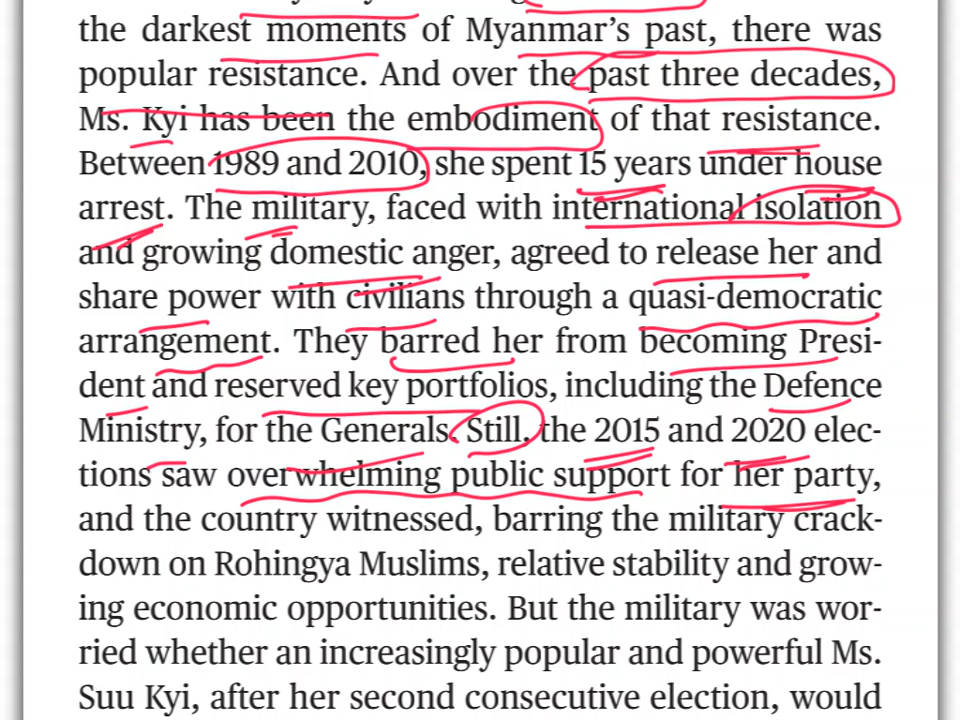 the darkest moments of Myanmar's past, there was
popular resistance. And over the past three decades,
Ms. Kyi has been the embodiment of that resistance.
Between 1989 and 2010, she spent 15 years under house
arrest. The military, faced with international isolation
and growing domestic anger, agreed to release her and
share power with civilians through a quasi-democratic
arrangement. They barred her from becoming Presi-
dent and reserved key portfolios, including the Defence
Ministry, for the Generals. Still, the 2015 and 2020 elec-
tions saw overwhelming public support for her party,
and the country witnessed, barring the military crack-
down on Rohingya Muslims, relative stability and grow-
ing economic opportunities. But the military was wor-
ried whether an increasingly popular and powerful Ms.
Suu Kyi, after her second consecutive election, would